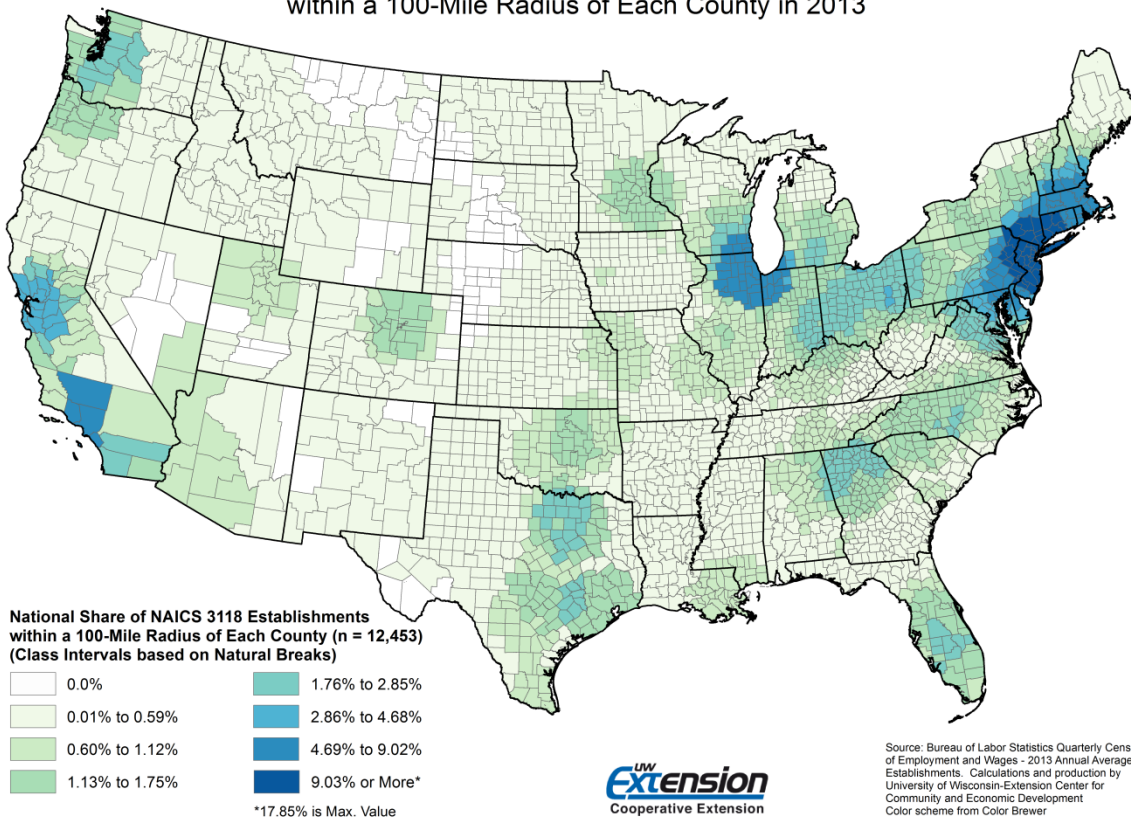 within a 100-Mile Radius of Each County in 2013
National Share of NAICS 3118 Establishments
within a 100-Mile Radius of Each County (n = 12,453)
(Class Intervals based on Natural Breaks)
0.0%
0.01% to 0.59%
0.60% to 1.12%
1.13% to 1.75%
1.76% to 2.85%
2.86% to 4.68%
4.69% to 9.02%
9.03% or More*
*17.85% is Max. Value
UW
Extension
Cooperative Extension
Source: Bureau of Labor Statistics Quarterly Cens
of Employment and Wages - 2013 Annual Average
Establishments. Calculations and production by
University of Wisconsin-Extension Center for
Community and Economic Development
Color scheme from Color Brewer